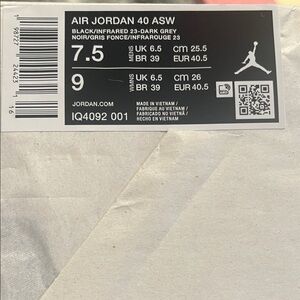 AIR JORDAN 40 ASW
BLACK/INFRARED 23-DARK GREY
NOIR/GRIS FONCE/INFRAROUGE 23
7.5 MENS UK 6.5 cm 25.5
BR 39 EUR 40.5
9 WMNS UK 6.5 cm 26
BR 39 EUR 40.5
JORDAN.COM
IQ4092 001
MADE IN VIETNAM /
FABRIQUE AU VIETNAM /
FABRICADO NO VIETNÃ /
HECHO EN VIETNAM